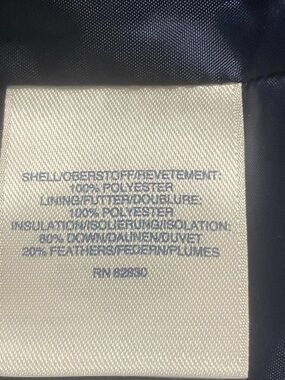 SHELL/OBERSTOFF/REVETEMENT:
100% POLYESTER
LINING/FUTTER/DOUBLURE:
100% POLYESTER
INSULATION/ISOLIERUNG/ISOLATION:
80% DOWN/DAUNEN/DUVET
20% FEATHERS/FEDERN/PLUMES
RN 62830